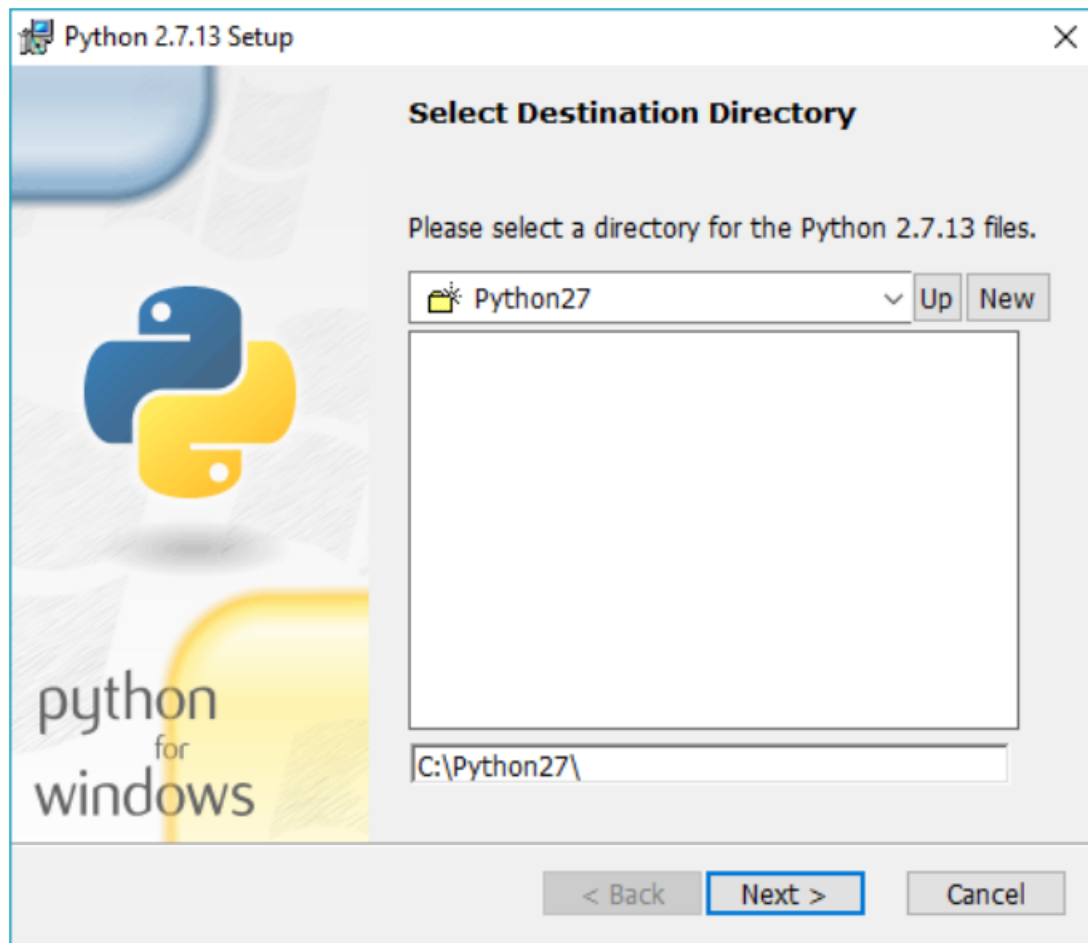 Python 2.7.13 Setup
Select Destination Directory
Please select a directory for the Python 2.7.13 files.
Python27
Up
New
C:\Python27\
python
for
windows
< Back
Next >
Cancel